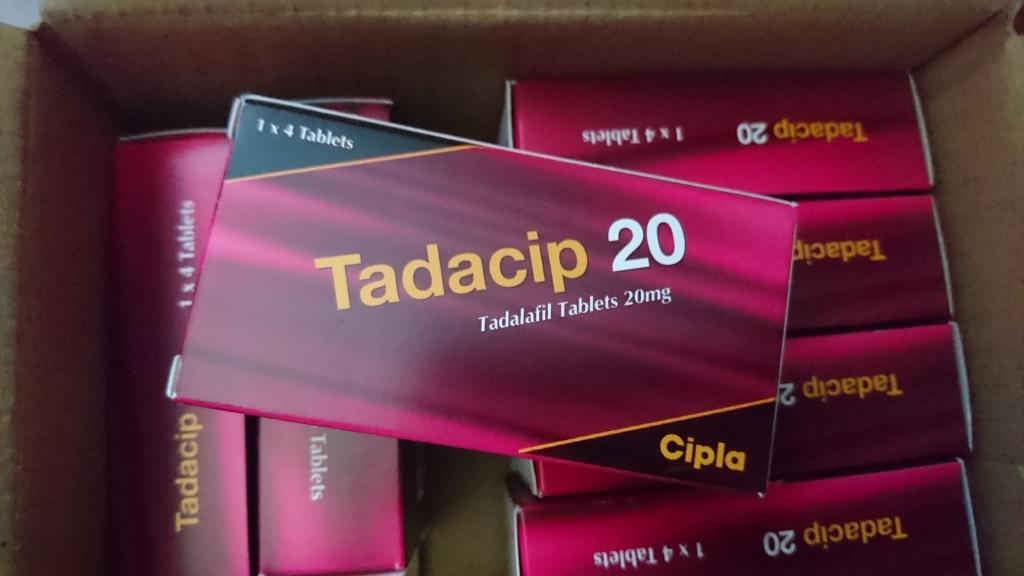 1 x 4 Tablets
Tadacip 20
Tadalafil Tablets 20mg
Cipla
1 x 4 Tablets
Tadacip
Tablets
Tadacip 20 1 x 4 Tablets
Tadacip
Tadacip 2
Tadacip 20 1 x 4 Tablets